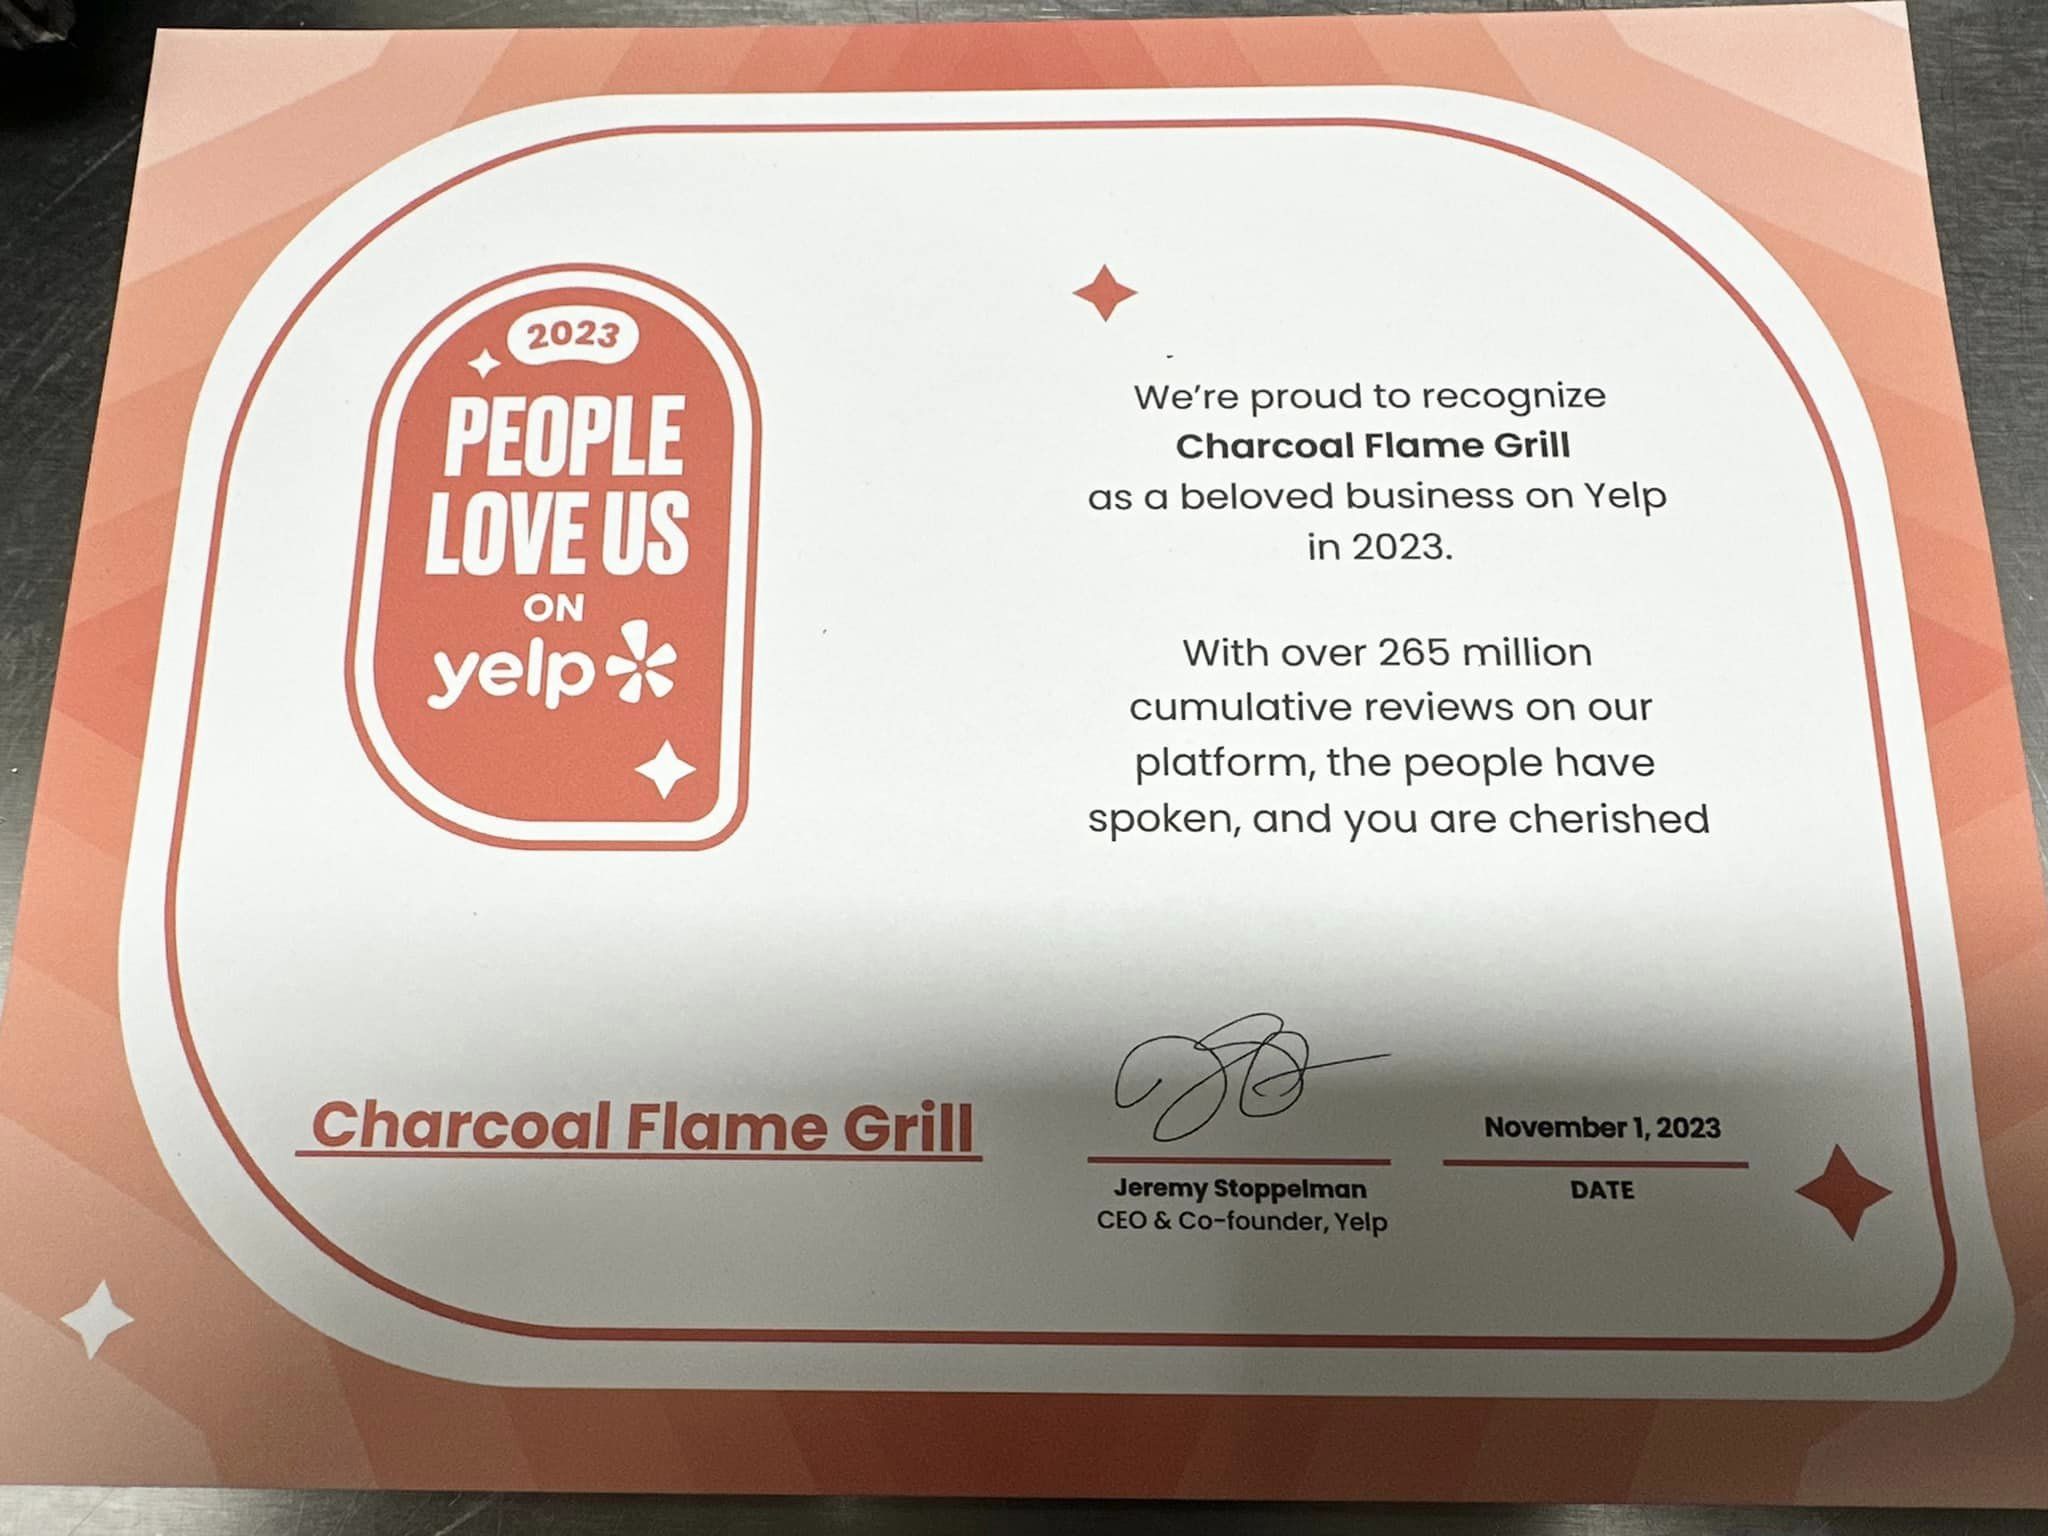 2023
PEOPLE
LOVE US
ON
yelp
We're proud to recognize
Charcoal Flame Grill
as a beloved business on Yelp
in 2023.
With over 265 million
cumulative reviews on our
platform, the people have
spoken, and you are cherished
Charcoal Flame Grill
Jeremy Stoppelman
CEO & Co-founder, Yelp
November 1, 2023
DATE